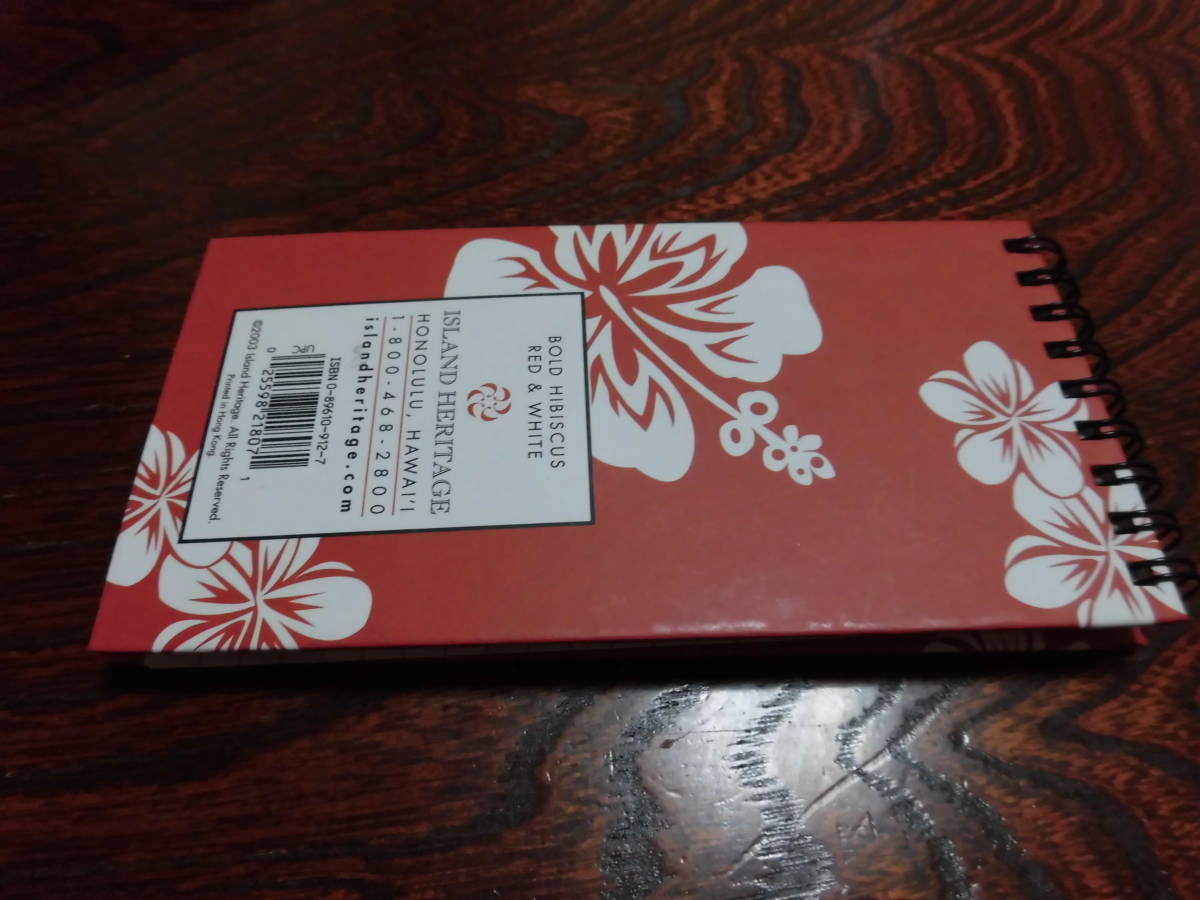 BOLD HIBISCUS
RED & WHITE
ISLAND HERITAGE
HONOLULU, HAWAI'I
1-800-468-2800
islandheritage.com
ISBN 0-89610-912-7
0 25598 21807 1
©2003 Island Heritage. All Rights Reserved.
Printed in Hong Kong.